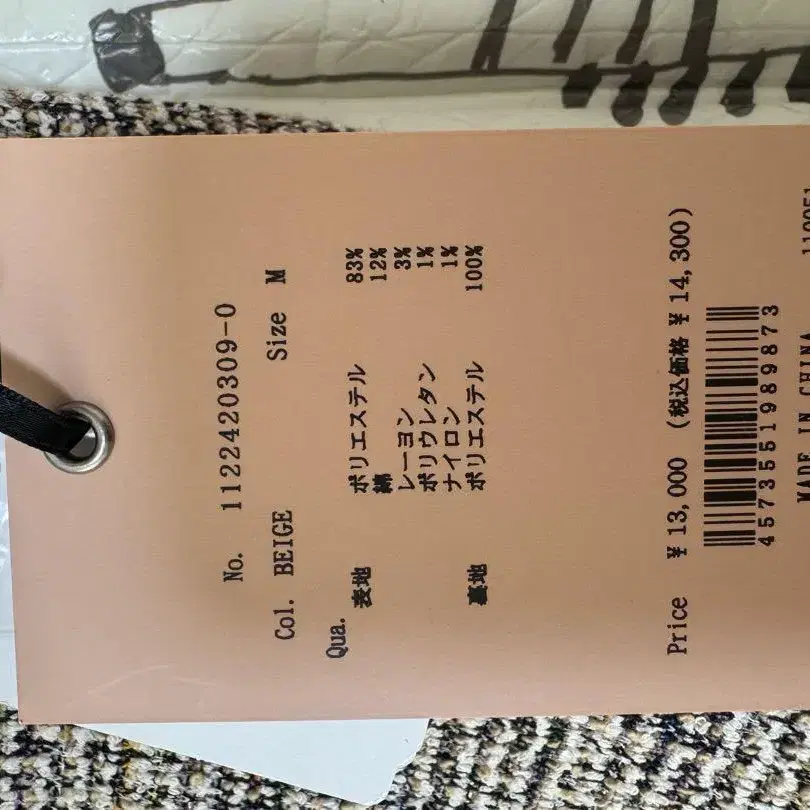 No. 1122420309-0
Col. BEIGE Size M
Qua.
表地 ポリエステル 83%
綿 12%
レーヨン 3%
ポリウレタン 1%
ナイロン 1%
裏地 ポリエステル 100%
Price ¥13,000 (税込価格 ¥14,300)
4573551989873
MADE IN CHINA